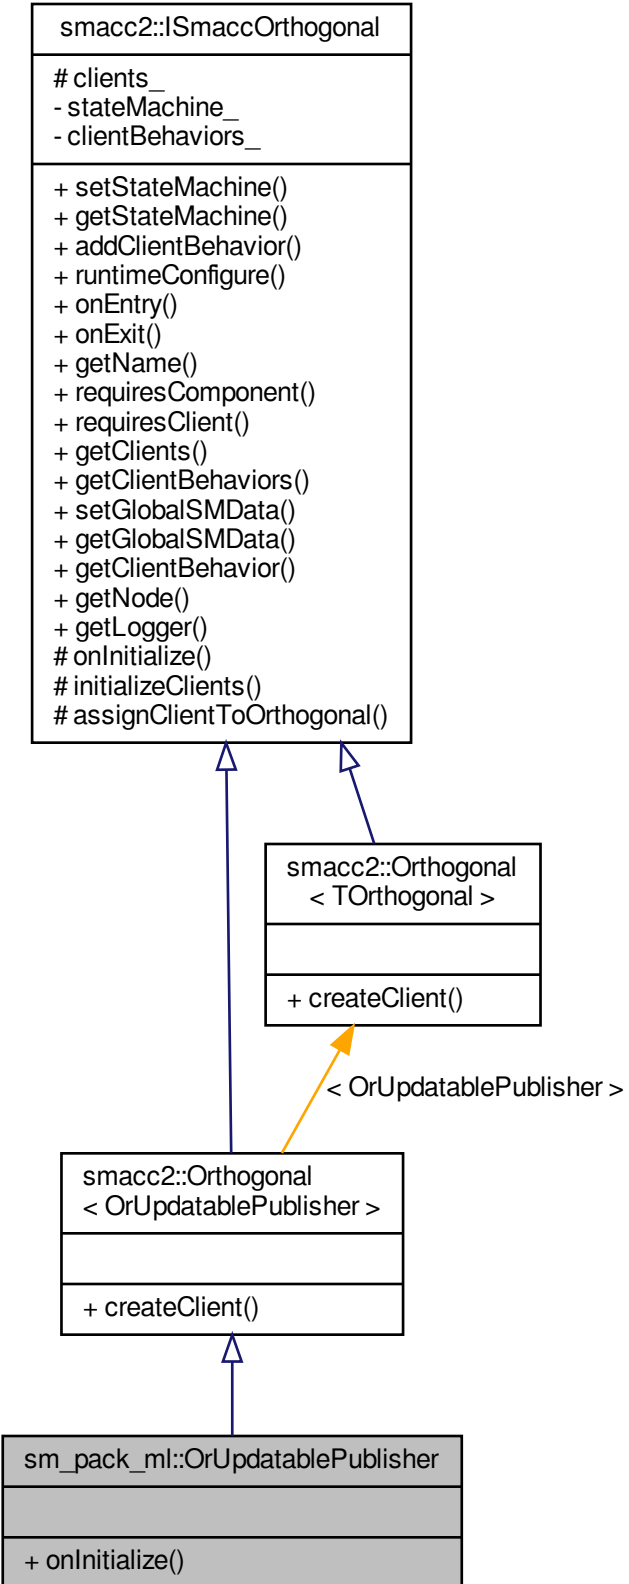 smacc2::ISmaccOrthogonal
# clients_
- stateMachine_
- clientBehaviors_
+ setStateMachine()
+ getStateMachine()
+ addClientBehavior()
+ runtimeConfigure()
+ onEntry()
+ onExit()
+ getName()
+ requiresComponent()
+ requiresClient()
+ getClients()
+ getClientBehaviors()
+ setGlobalSMData()
+ getGlobalSMData()
+ getClientBehavior()
+ getNode()
+ getLogger()
# onInitialize()
# initializeClients()
# assignClientToOrthogonal()
smacc2::Orthogonal
< TOrthogonal >
+ createClient()
< OrUpdatablePublisher >
smacc2::Orthogonal
< OrUpdatablePublisher >
+ createClient()
sm_pack_ml::OrUpdatablePublisher
+ onInitialize()